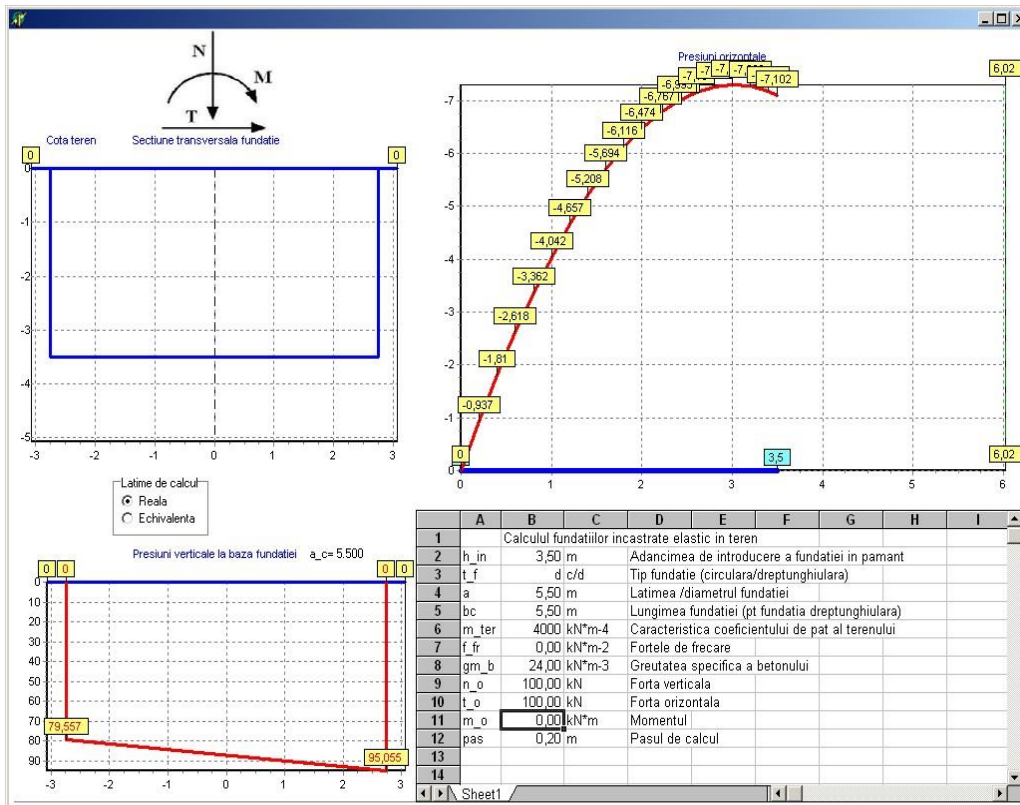 N
M
T
Cota teren Sectiune transversala fundatie
0 0
0
-1
-2
-3
-4
-5
-3 -2 -1 0 1 2 3
Presiuni orizontale
6,02
-7,102
-6,767
-6,474
-6,116
-5,694
-5,208
-4,657
-4,042
-3,362
-2,618
-1,81
-0,937
0
3,5
6,02
-7
-6
-5
-4
-3
-2
-1
0
0 1 2 3 4 5 6
Latime de calcul
Reala
Echivalenta
Presiuni verticale la baza fundatiei a_c= 5.500
0 0 0 0
0
10
20
30
40
50
60
70
80
90
79,557
95,055
-3 -2 -1 0 1 2 3
A B C D E F G H I
1 Calculul fundatiilor incastrate elastic in teren
2 h_in 3,50 m Adancimea de introducere a fundatiei in pamant
3 t_f d c/d Tip fundatie (circulara/dreptunghiulara)
4 a 5,50 m Latimea /diametrul fundatiei
5 bc 5,50 m Lungimea fundatiei (pt fundatia dreptunghiulara)
6 m_ter 4000 kN*m-4 Caracteristica coeficientului de pat al terenului
7 f_fr 0,00 kN*m-2 Fortele de frecare
8 gm_b 24,00 kN*m-3 Greutatea specifica a betonului
9 n_o 100,00 kN Forta verticala
10 t_o 100,00 kN Forta orizontala
11 m_o 0,00 kN*m Momentul
12 pas 0,20 m Pasul de calcul
13
14
Sheet1